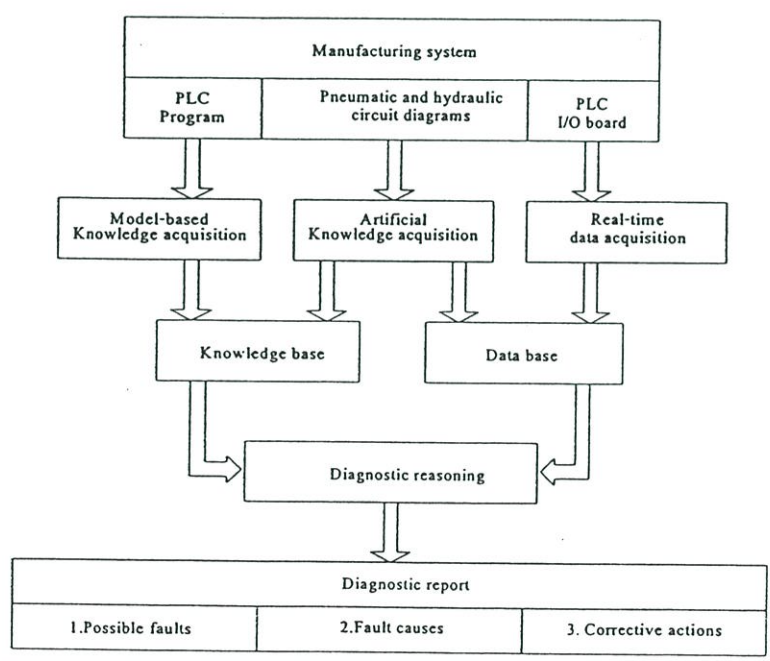 Manufacturing system
PLC
Program
Pneumatic and hydraulic
circuit diagrams
PLC
I/O board
Model-based
Knowledge acquisition
Artificial
Knowledge acquisition
Real-time
data acquisition
Knowledge base
Data base
Diagnostic reasoning
Diagnostic report
1.Possible faults
2.Fault causes
3. Corrective actions